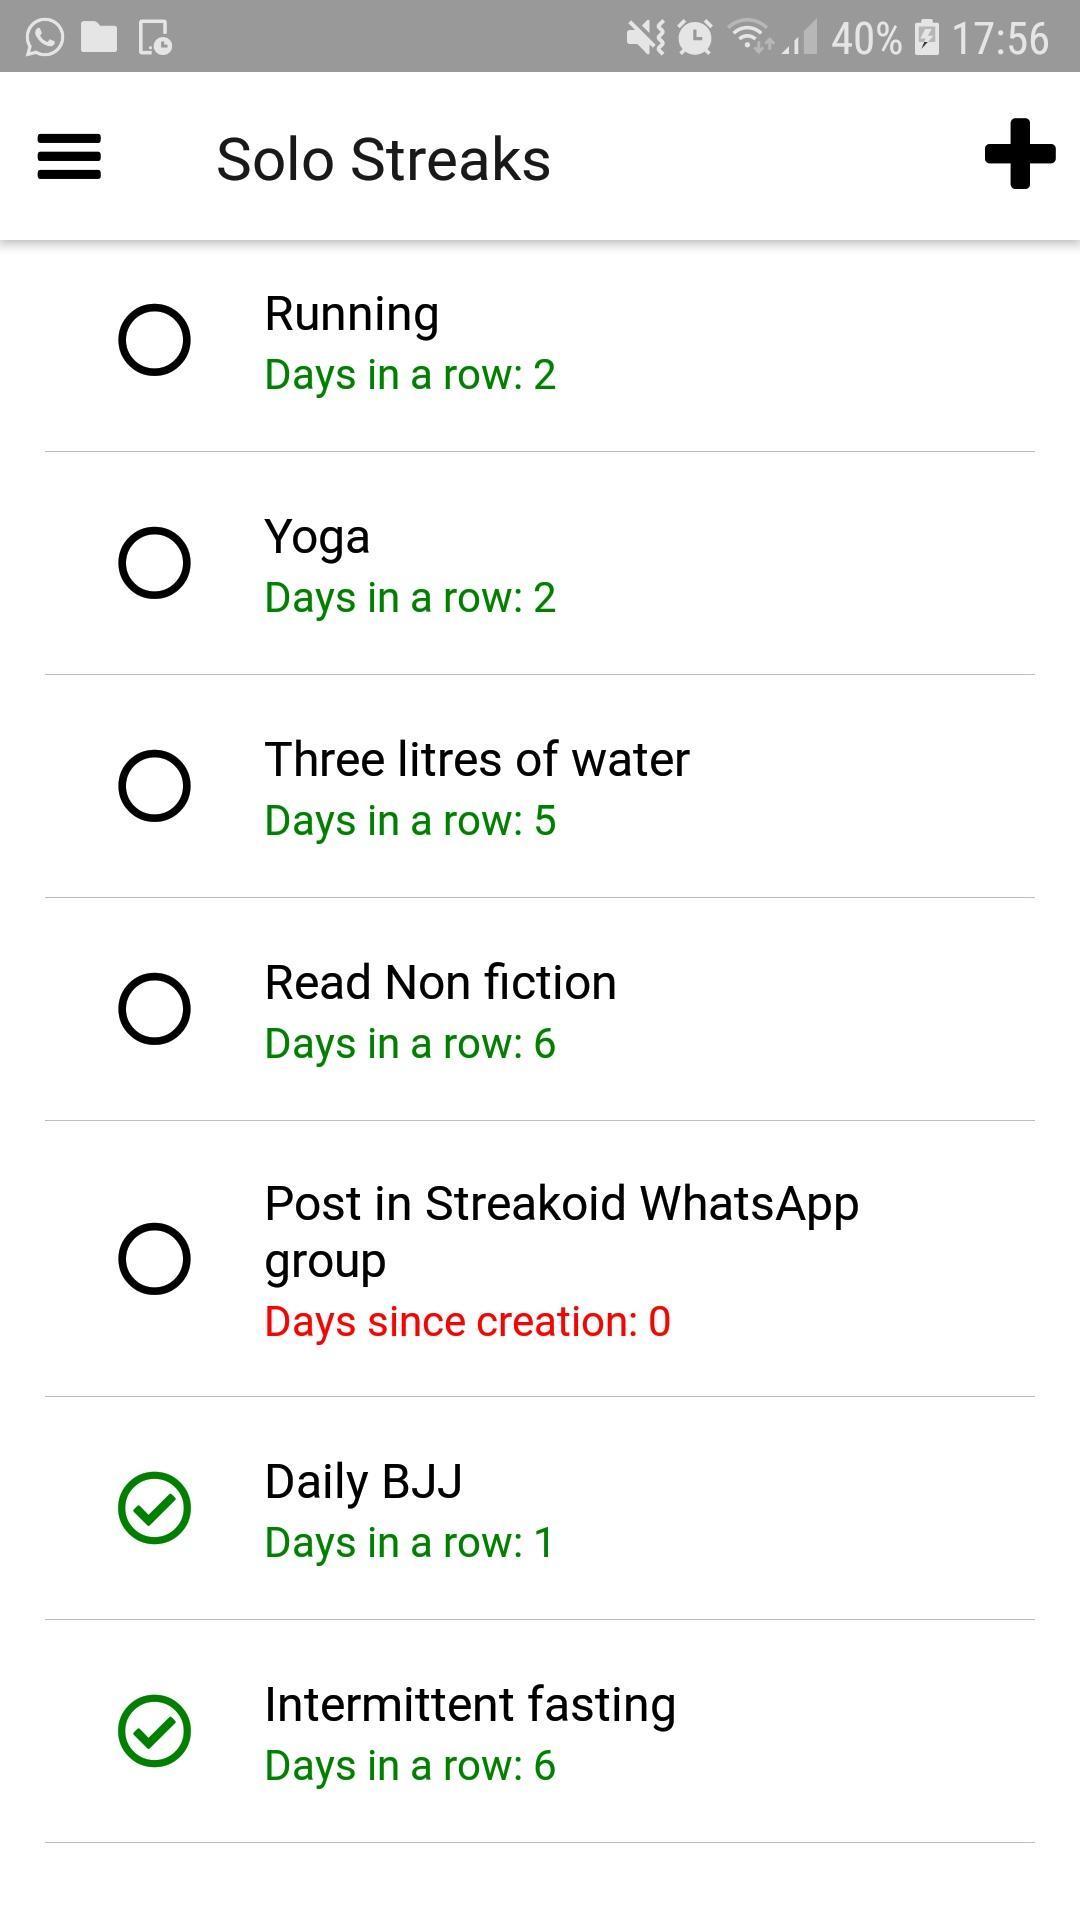 40% 17:56
Solo Streaks
Running
Days in a row: 2
Yoga
Days in a row: 2
Three litres of water
Days in a row: 5
Read Non fiction
Days in a row: 6
Post in Streakoid WhatsApp
group
Days since creation: 0
Daily BJJ
Days in a row: 1
Intermittent fasting
Days in a row: 6